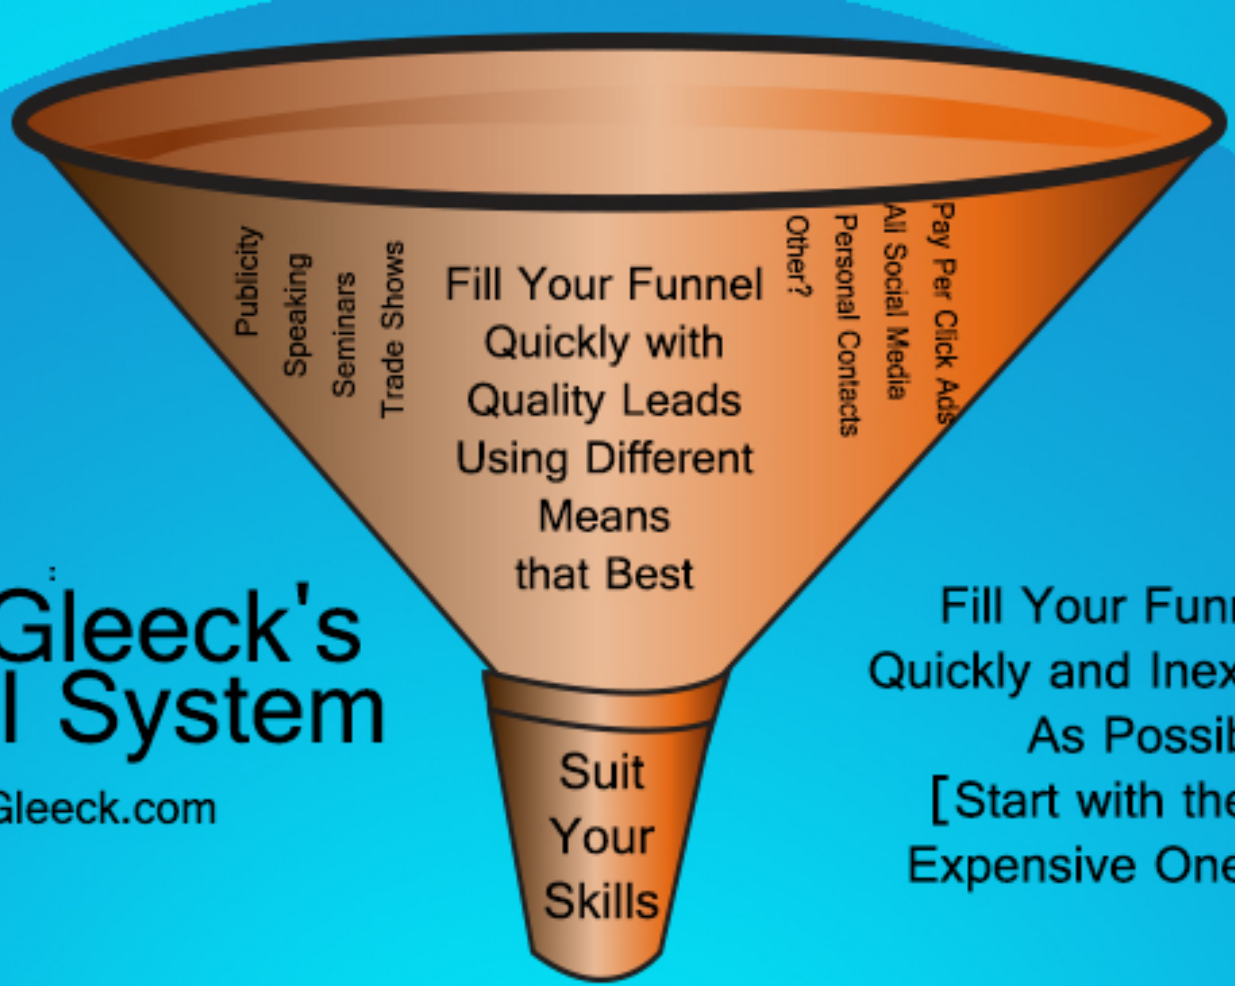 Publicity
Speaking
Seminars
Trade Shows
Fill Your Funnel
Quickly with
Quality Leads
Using Different
Means
that Best
Suit
Your
Skills
Other?
Personal Contacts
All Social Media
Pay Per Click Ads
Gleeck's
System
Gleeck.com
Fill Your
Quickly and
As
[Start with
Expensive